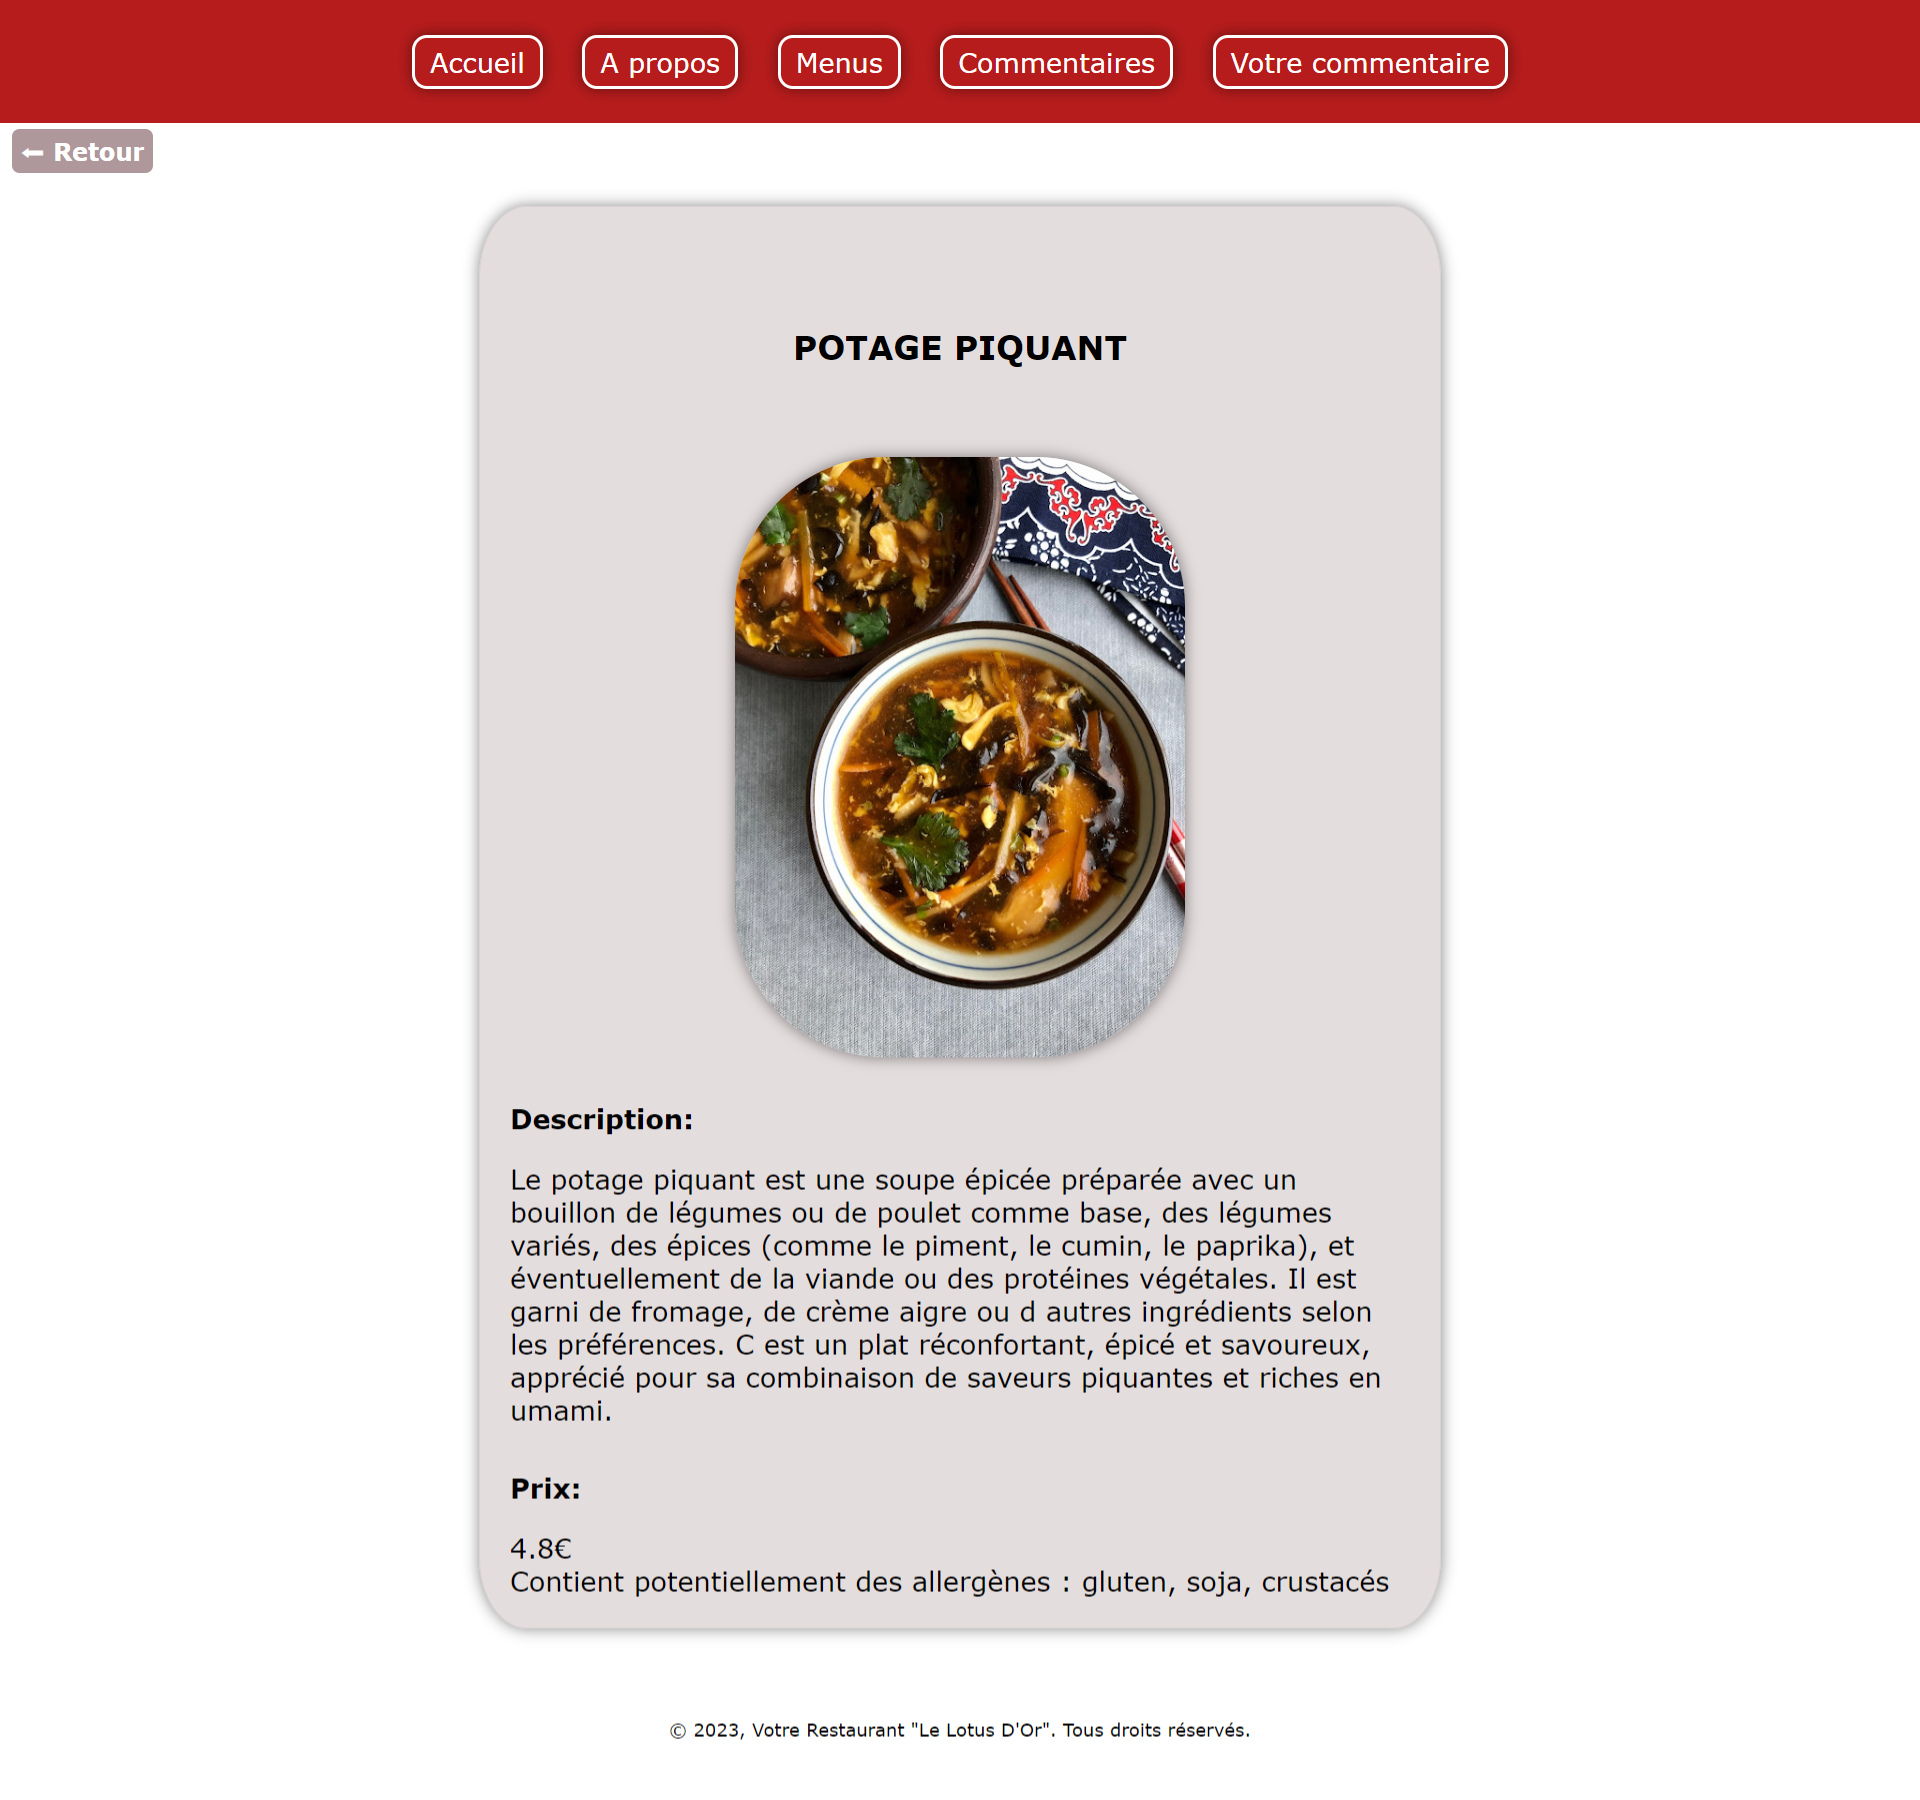 Accueil
A propos
Menus
Commentaires
Votre commentaire
← Retour
POTAGE PIQUANT
Description:
Le potage piquant est une soupe épicée préparée avec un
bouillon de légumes ou de poulet comme base, des légumes
variés, des épices (comme le piment, le cumin, le paprika), et
éventuellement de la viande ou des protéines végétales. Il est
garni de fromage, de crème aigre ou d autres ingrédients selon
les préférences. C est un plat réconfortant, épicé et savoureux,
apprécié pour sa combinaison de saveurs piquantes et riches en
umami.
Prix:
4.8€
Contient potentiellement des allergènes : gluten, soja, crustacés
© 2023, Votre Restaurant "Le Lotus D'Or". Tous droits réservés.